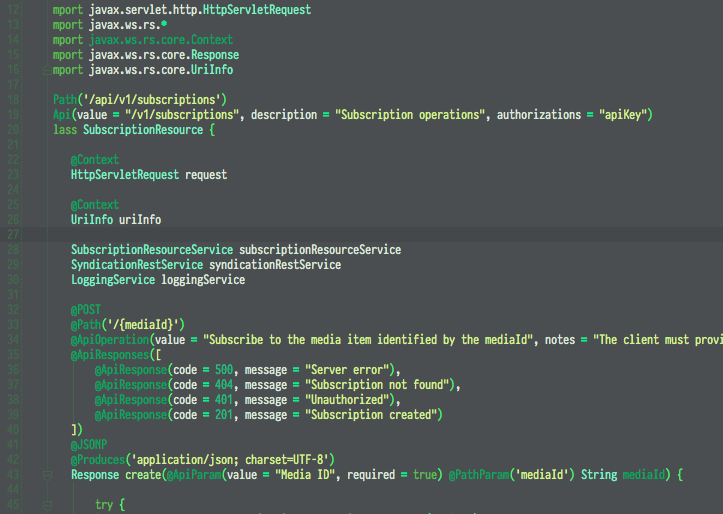 12 mport javax.servlet.http.HttpServletRequest
13 mport javax.ws.rs.*
14 mport javax.ws.rs.core.Context
15 mport javax.ws.rs.core.Response
16 mport javax.ws.rs.core.UriInfo
17
18 Path('/api/v1/subscriptions')
19 Api(value = "/v1/subscriptions", description = "Subscription operations", authorizations = "apiKey")
20 lass SubscriptionResource {
21
22 @Context
23 HttpServletRequest request
24
25 @Context
26 UriInfo uriInfo
27
28 SubscriptionResourceService subscriptionResourceService
29 SyndicationRestService syndicationRestService
30 LoggingService loggingService
31
32 @POST
33 @Path('/{mediaId}')
34 @ApiOperation(value = "Subscribe to the media item identified by the mediaId", notes = "The client must provi
35 @ApiResponses([
36 @ApiResponse(code = 500, message = "Server error"),
37 @ApiResponse(code = 404, message = "Subscription not found"),
38 @ApiResponse(code = 401, message = "Unauthorized"),
39 @ApiResponse(code = 201, message = "Subscription created")
40 ])
41 @JSONP
42 @Produces('application/json; charset=UTF-8')
43 Response create(@ApiParam(value = "Media ID", required = true) @PathParam('mediaId') String mediaId) {
44
45 try {